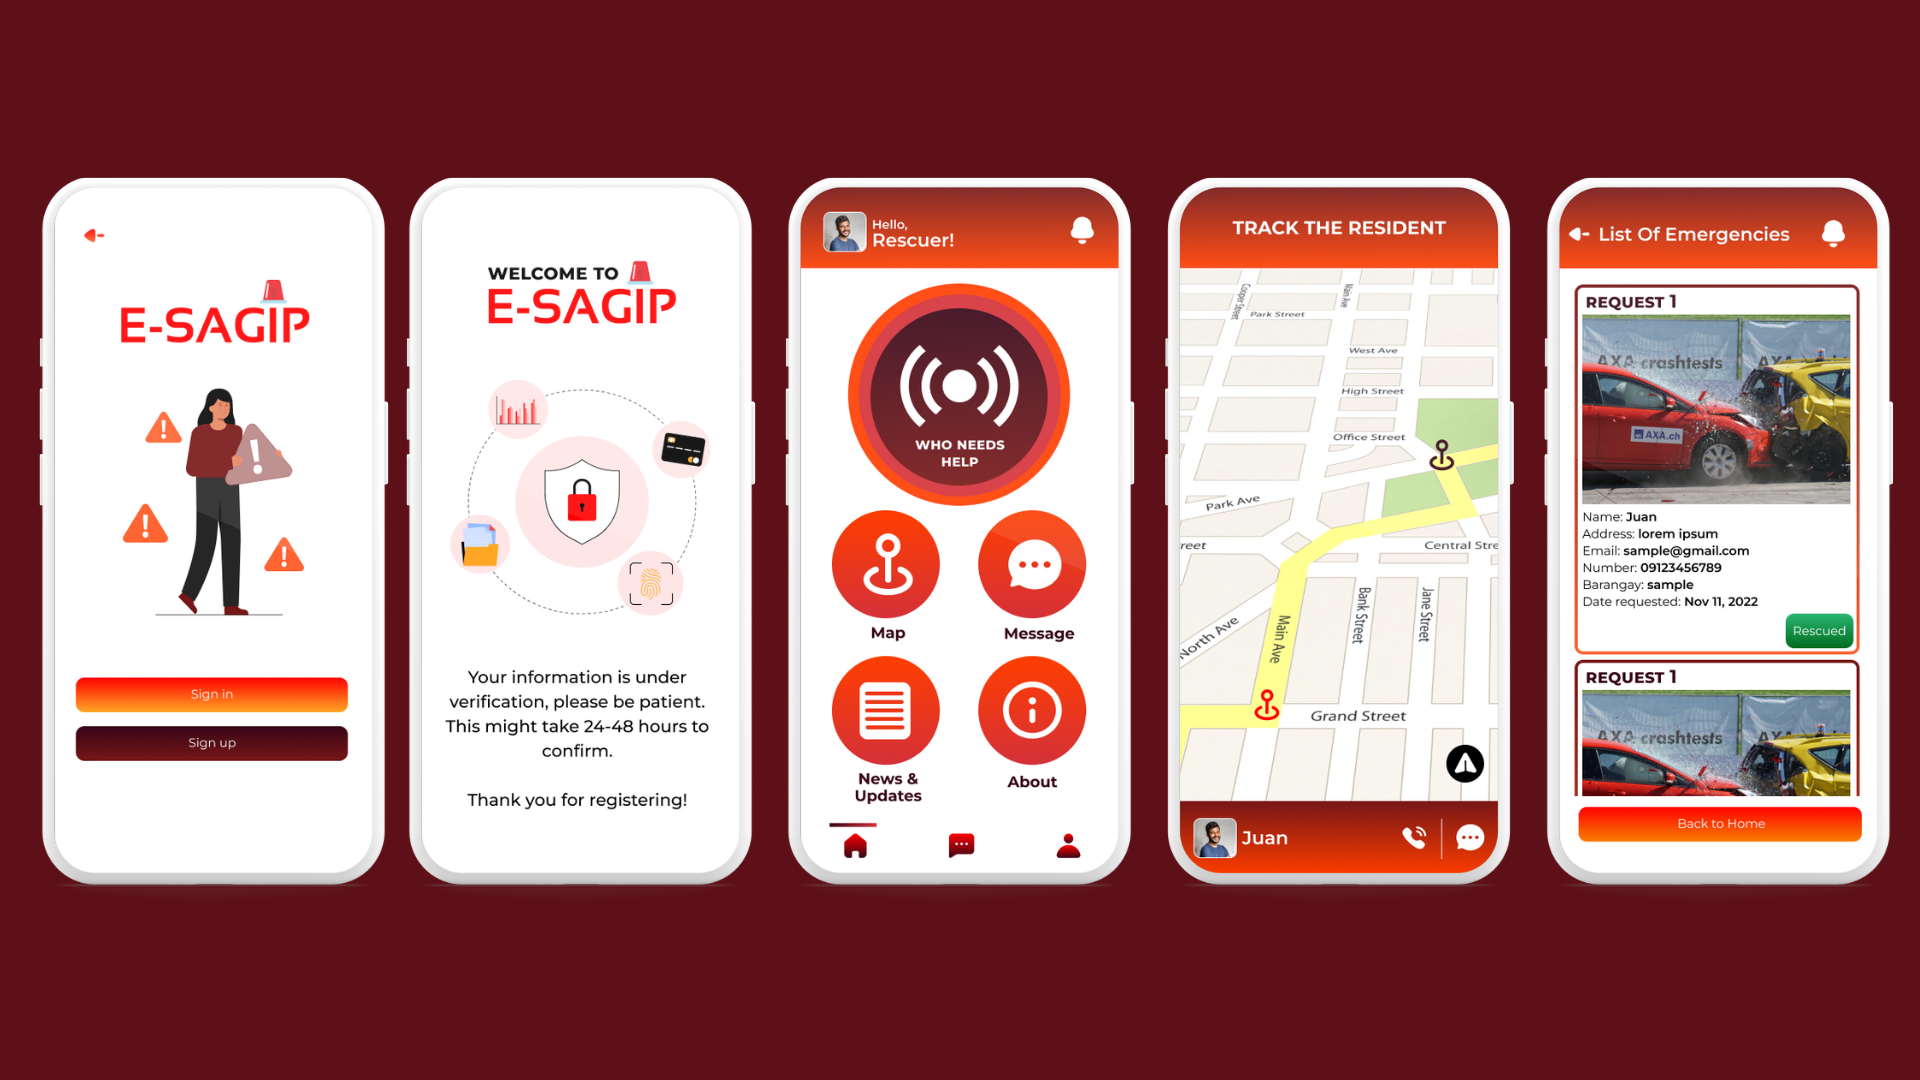 E-SAGIP
Sign in
Sign up
WELCOME TO
E-SAGIP
Your information is under
verification, please be patient.
This might take 24-48 hours to
confirm.
Thank you for registering!
Hello,
Rescuer!
WHO NEEDS
HELP
Map
Message
News &
Updates
About
TRACK THE RESIDENT
Cooper Street
Main Ave
Park Street
West Ave
High Street
Office Street
Park Ave
reet
Central Stre
North Ave
Main Ave
Bank Street
Jane Street
Grand Street
Juan
List Of Emergencies
REQUEST 1
AXA crashtests
AXA
AXA.ch
Name: Juan
Address: lorem ipsum
Email: sample@gmail.com
Number: 09123456789
Barangay: sample
Date requested: Nov 11, 2022
Rescued
REQUEST 1
AXA crashtests
AXA
Back to Home